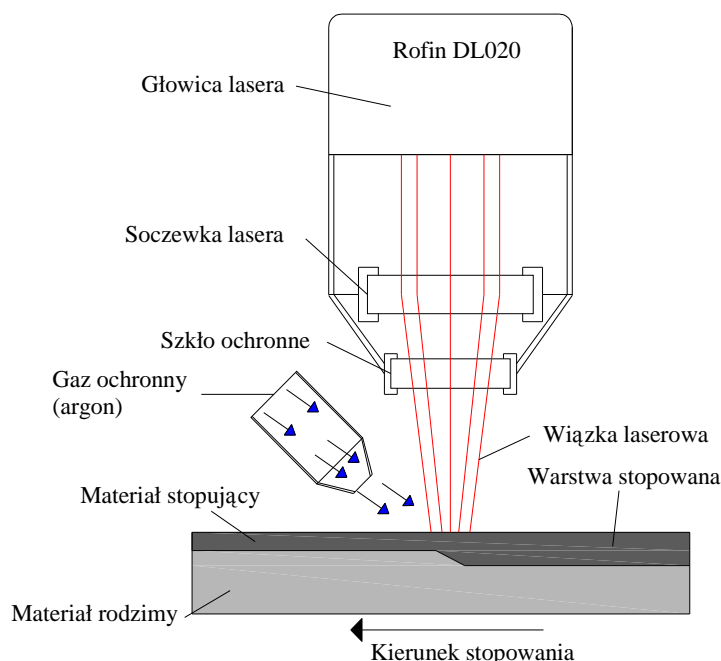 Rofin DL020
Głowica lasera
Soczewka lasera
Szkło ochronne
Gaz ochronny
(argon)
Wiązka laserowa
Warstwa stopowana
Materiał stopujący
Materiał rodzimy
Kierunek stopowania